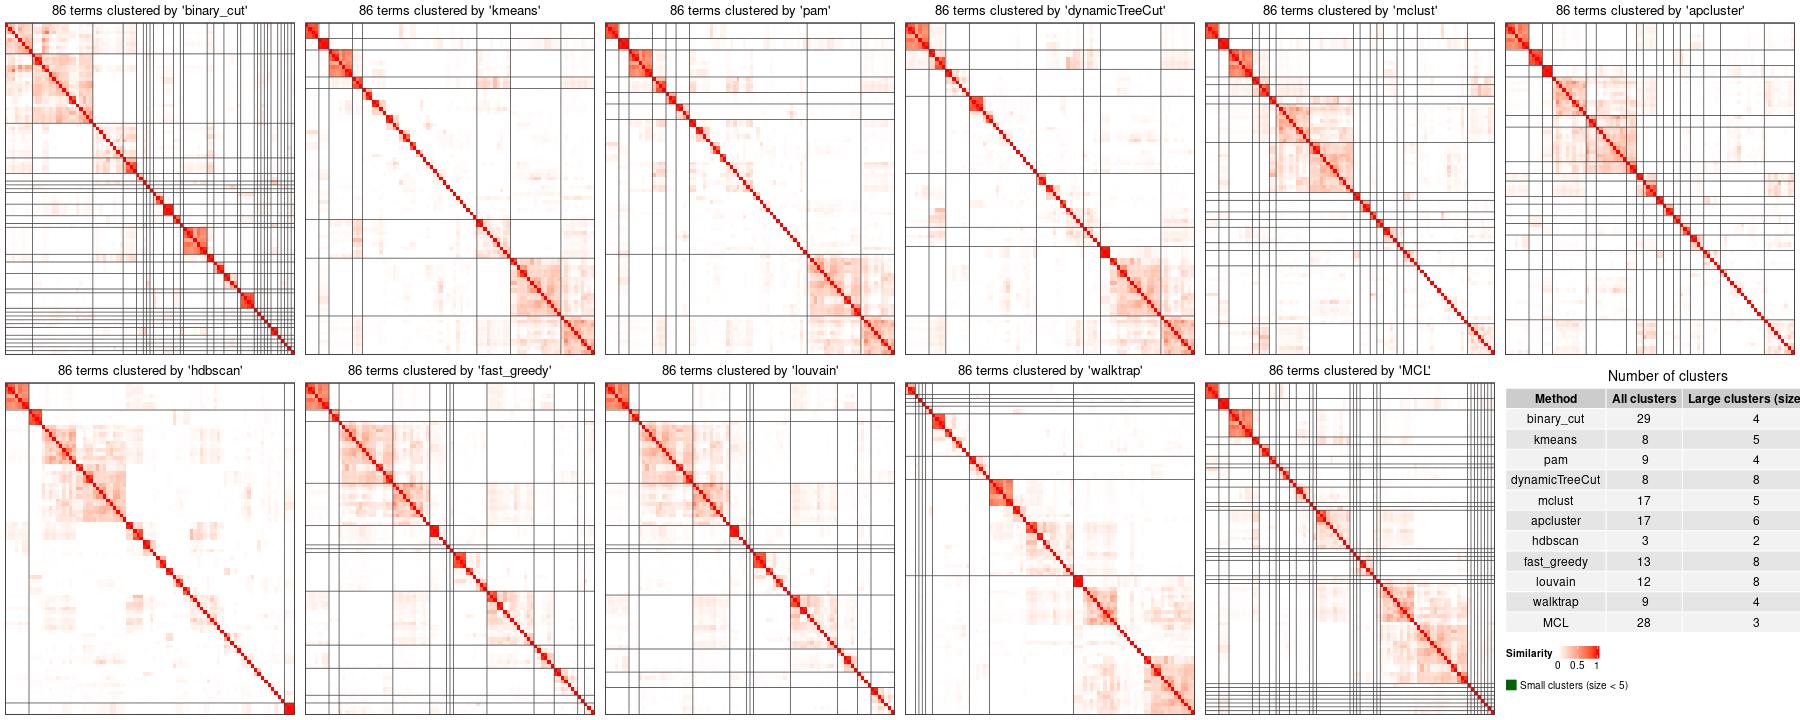 86 terms clustered by 'binary_cut'
86 terms clustered by 'kmeans'
86 terms clustered by 'pam'
86 terms clustered by 'dynamicTreeCut'
86 terms clustered by 'mclust'
86 terms clustered by 'apcluster'
86 terms clustered by 'hdbscan'
86 terms clustered by 'fast_greedy'
86 terms clustered by 'louvain'
86 terms clustered by 'walktrap'
86 terms clustered by 'MCL'
Number of clusters
Method All clusters Large clusters (size
binary_cut 29 4
kmeans 8 5
pam 9 4
dynamicTreeCut 8 8
mclust 17 5
apcluster 17 6
hdbscan 3 2
fast_greedy 13 8
louvain 12 8
walktrap 9 4
MCL 28 3
Similarity
0 0.5 1
Small clusters (size < 5)